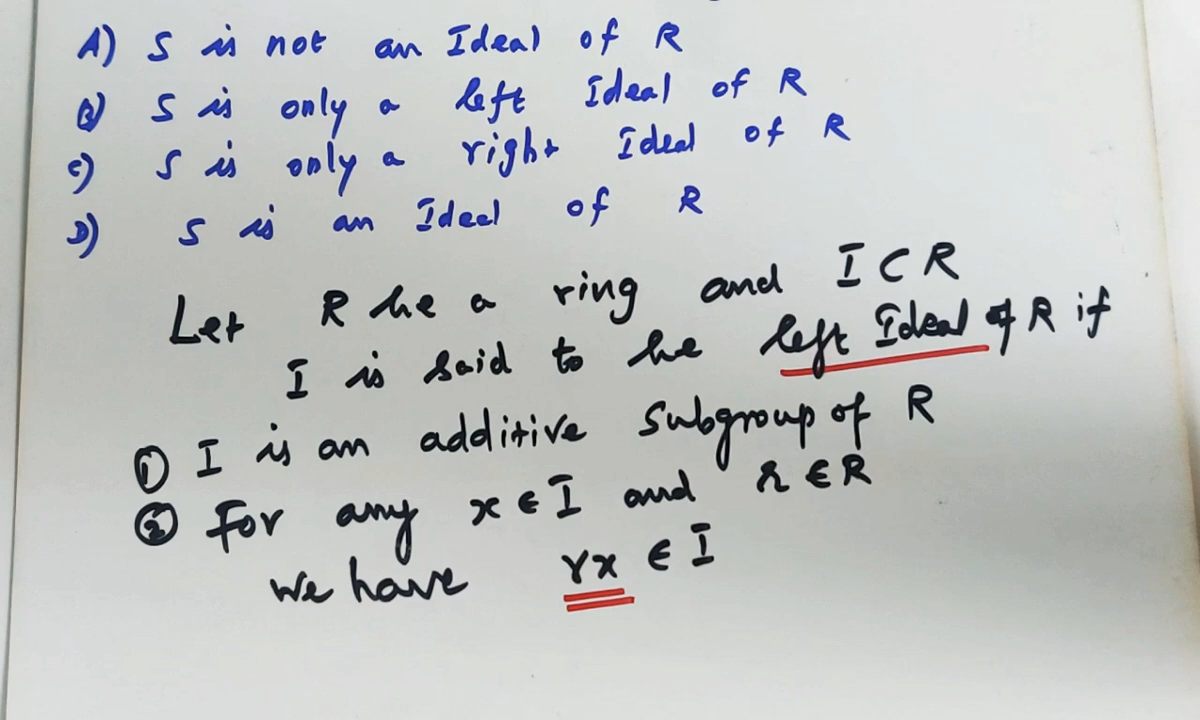 A) S is not an Ideal of R
B) S is only a left Ideal of R
C) S is only a right Ideal of R
D) S is an Ideal of R
Let R be a ring and I ⊂ R
I is said to be left Ideal of R if
① I is an additive subgroup of R
② For any x ∈ I and r ∈ R
we have rx ∈ I